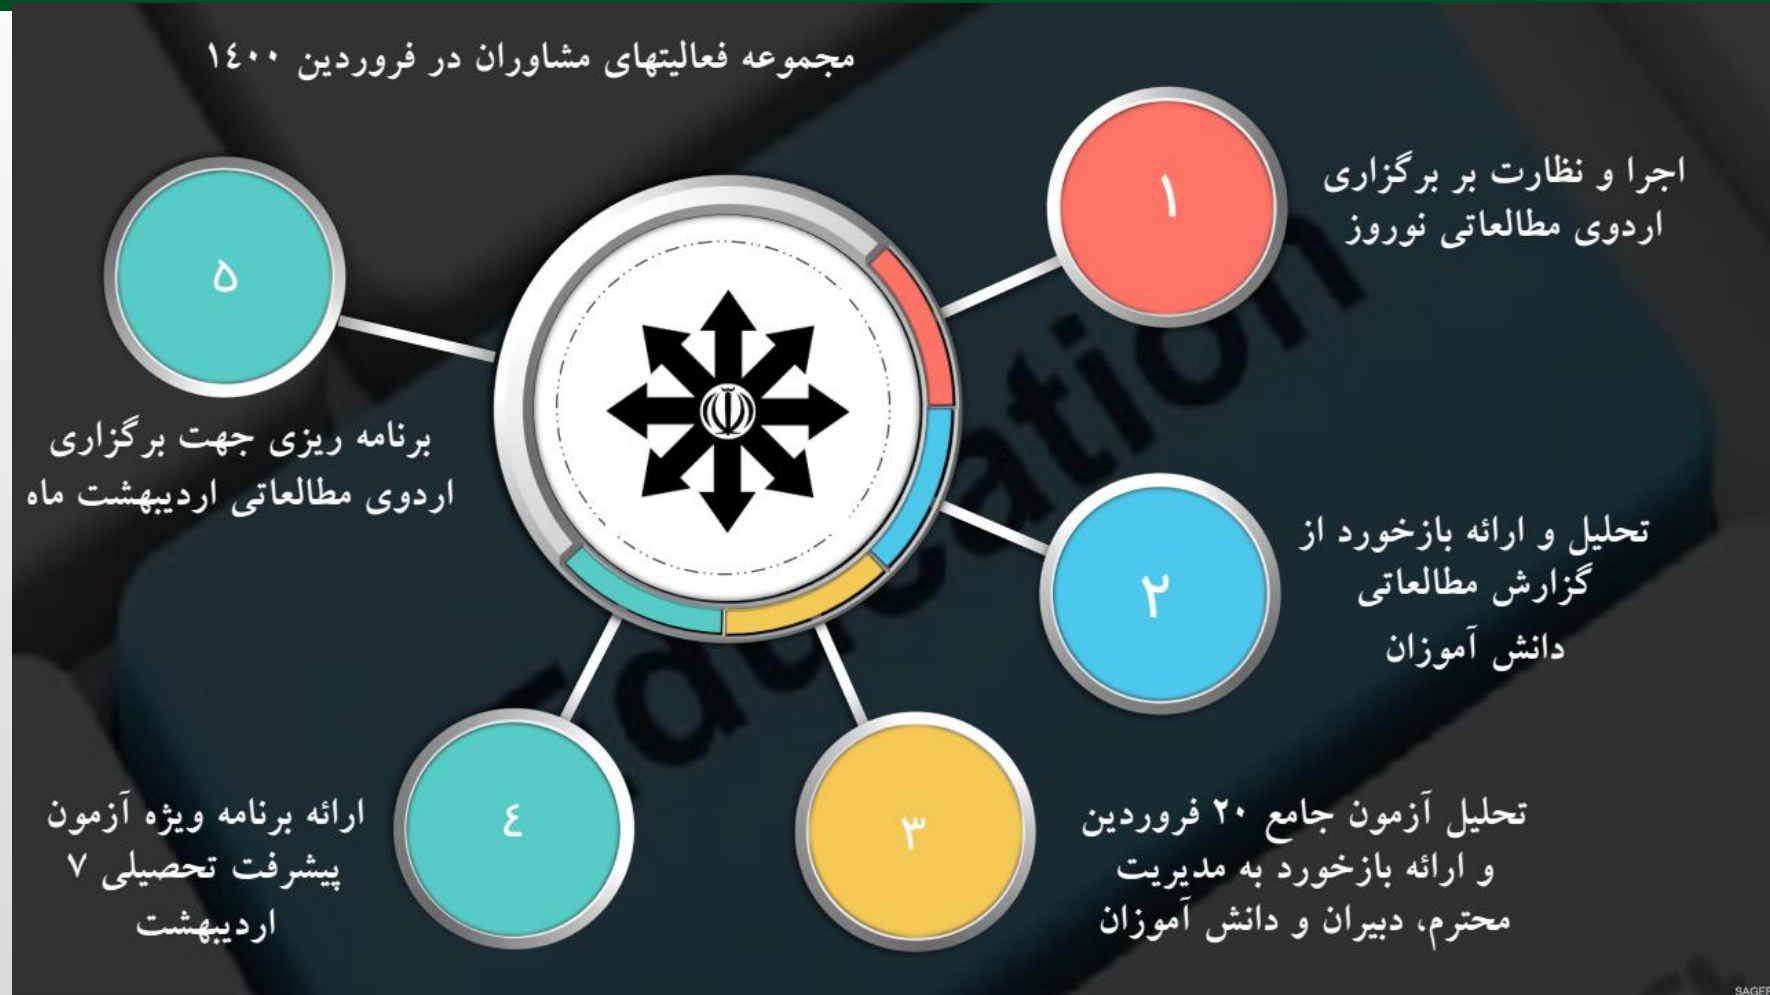 مجموعه فعالیتهای مشاوران در فروردین ۱٤۰۰
۱
اجرا و نظارت بر برگزاری
اردوی مطالعاتی نوروز
۲
تحلیل و ارائه بازخورد از
گزارش مطالعاتی
دانش آموزان
۳
تحلیل آزمون جامع ۲۰ فروردین
و ارائه بازخورد به مدیریت
محترم، دبیران و دانش آموزان
٤
ارائه برنامه ویژه آزمون
پیشرفت تحصیلی ۷
اردیبهشت
۵
برنامه ریزی جهت برگزاری
اردوی مطالعاتی اردیبهشت ماه
Education